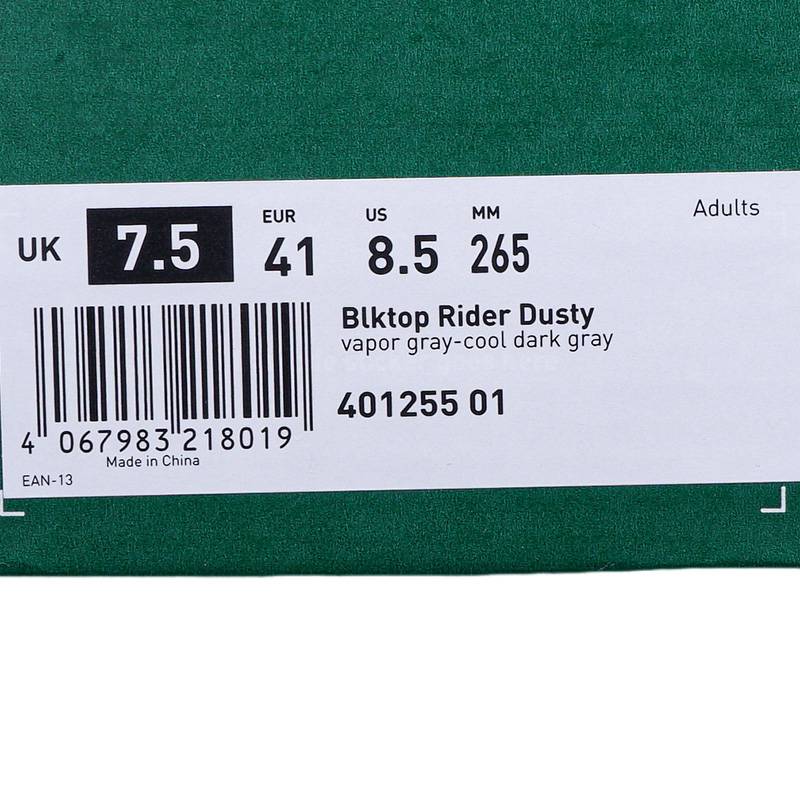 Adults
UK 7.5 EUR 41 US 8.5 MM 265
Blktop Rider Dusty
vapor gray-cool dark gray
401255 01
4 067983 218019
Made in China
EAN-13